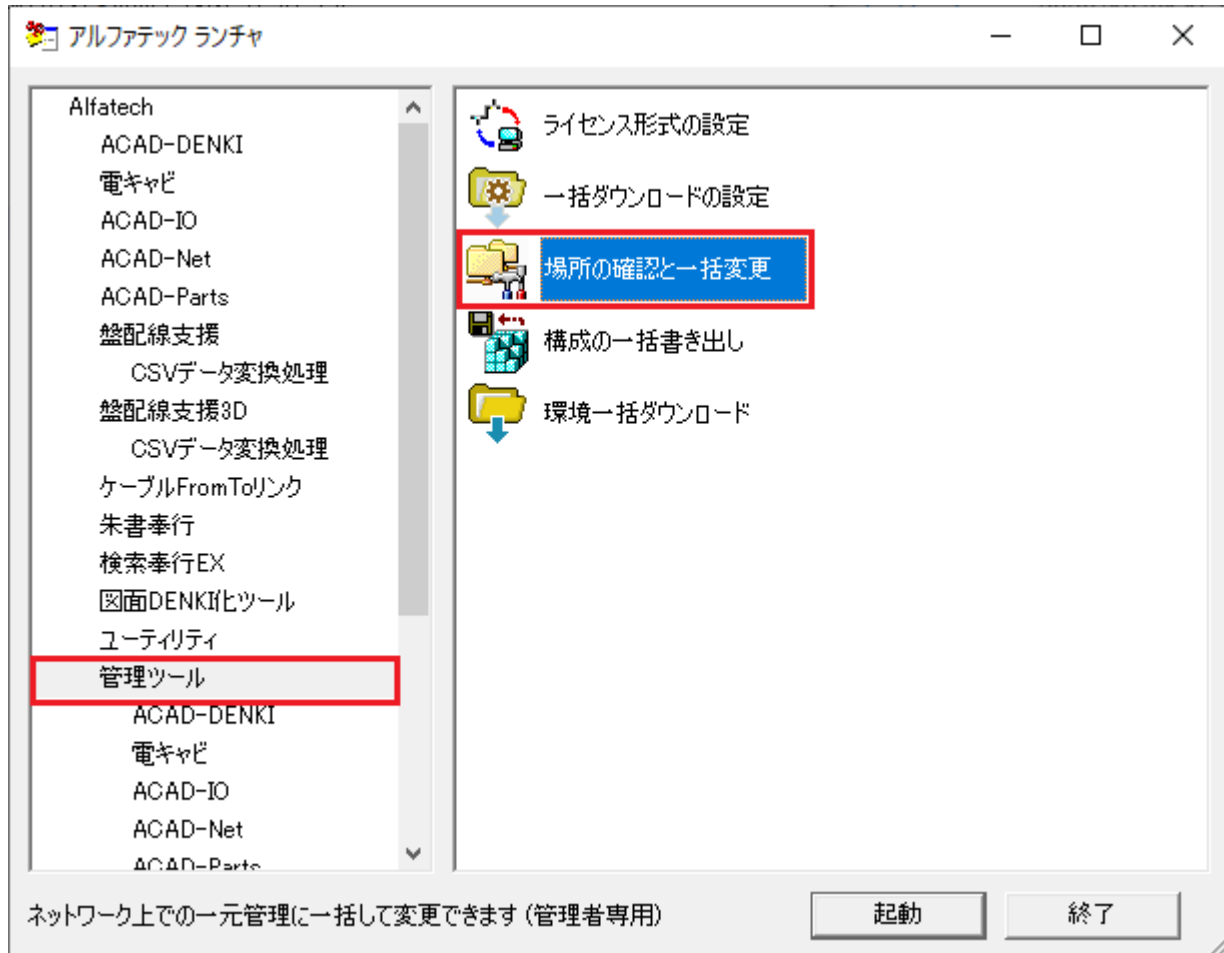 アルファテック ランチャ
Alfatech
ACAD-DENKI
電キャビ
ACAD-IO
ACAD-Net
ACAD-Parts
盤配線支援
CSVデータ変換処理
盤配線支援3D
CSVデータ変換処理
ケーブルFromToリンク
朱書奉行
検索奉行EX
図面DENKI化ツール
ユーティリティ
管理ツール
ACAD-DENKI
電キャビ
ACAD-IO
ACAD-Net
ACAD-Parts
ライセンス形式の設定
一括ダウンロードの設定
場所の確認と一括変更
構成の一括書き出し
環境一括ダウンロード
ネットワーク上での一元管理に一括して変更できます (管理者専用)
起動
終了